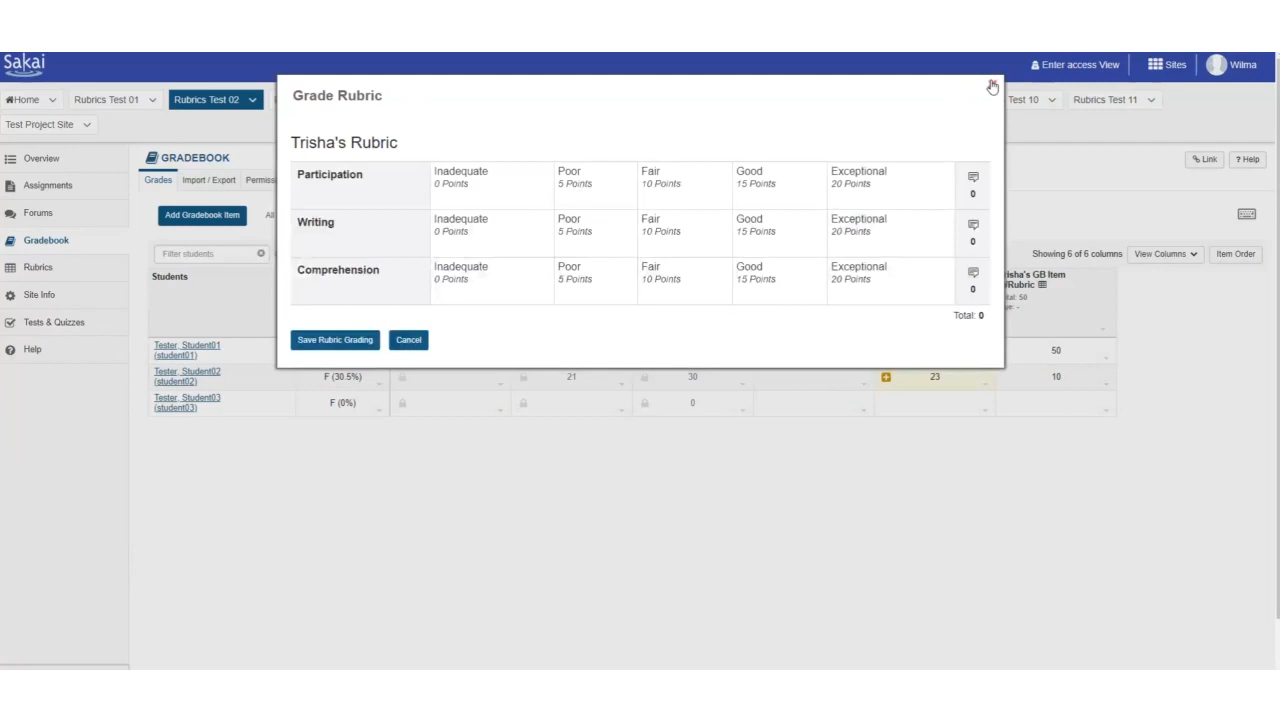 Sakai
Enter access View
Sites
Wilma
Home
Rubrics Test 01
Rubrics Test 02
Test 10
Rubrics Test 11
Test Project Site
Overview
Assignments
Forums
Gradebook
Rubrics
Site Info
Tests & Quizzes
Help
GRADEBOOK
Link
? Help
Grades
Import / Export
Add Gradebook Item
All
Filter students
Showing 6 of 6 columns
View Columns
Item Order
Students
GB Item
Rubric
50
Grade Rubric
Trisha's Rubric
Participation
Inadequate
0 Points
Poor
5 Points
Fair
10 Points
Good
15 Points
Exceptional
20 Points
0
Writing
Inadequate
0 Points
Poor
5 Points
Fair
10 Points
Good
15 Points
Exceptional
20 Points
0
Comprehension
Inadequate
0 Points
Poor
5 Points
Fair
10 Points
Good
15 Points
Exceptional
20 Points
0
Total: 0
Save Rubric Grading
Cancel
Tester, Student01
(student01)
50
Tester, Student02
(student02)
F (30.5%)
21
30
23
10
Tester, Student03
(student03)
F (0%)
0